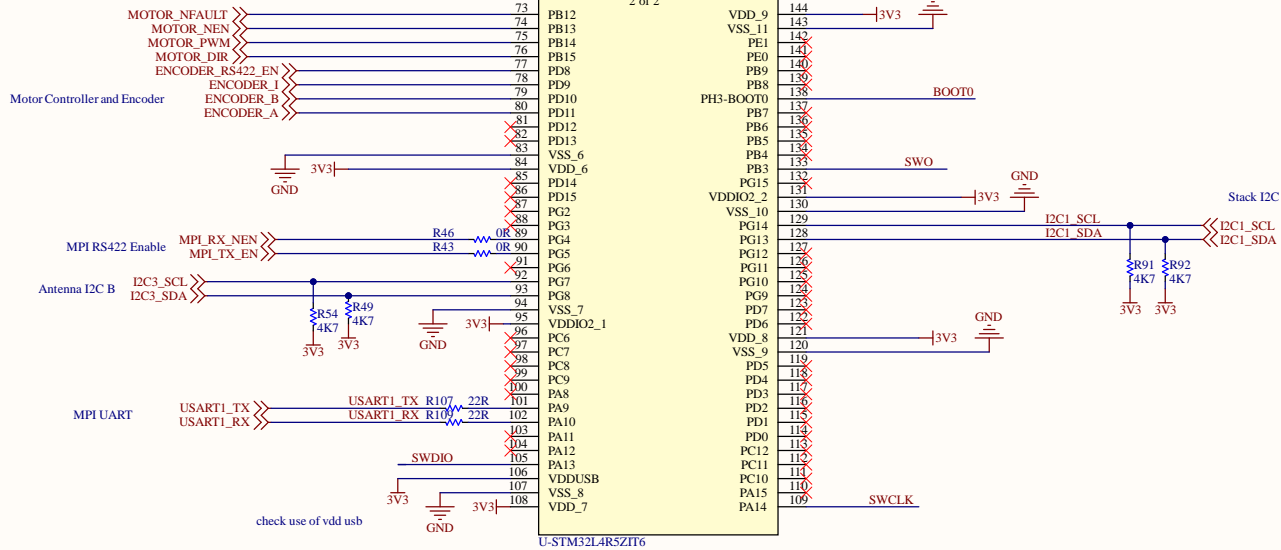 2 of 2
MOTOR_NFAULT 73 PB12 VDD_9 144 3V3
MOTOR_NEN 74 PB13 VSS_11 143
MOTOR_PWM 75 PB14 PE1 142
MOTOR_DIR 76 PB15 PE0 141
ENCODER_RS422_EN 77 PD8 PB9 140
ENCODER_I 78 PD9 PB8 139
Motor Controller and Encoder ENCODER_B 79 PD10 PH3-BOOT0 138 BOOT0
ENCODER_A 80 PD11 PB7 137
81 PD12 PB6 136
82 PD13 PB5 135
83 VSS_6 PB4 134
3V3 84 VDD_6 PB3 133 SWO
GND 85 PD14 PG15 132 GND
86 PD15 VDDIO2_2 131 3V3 Stack I2C
87 PG2 VSS_10 130
88 PG3 PG14 129 I2C1_SCL I2C1_SCL
MPI RS422 Enable MPI_RX_NEN R46 0R 89 PG4 PG13 128 I2C1_SDA I2C1_SDA
MPI_TX_EN R43 0R 90 PG5 PG12 127
91 PG6 PG11 126 R91 R92
Antenna I2C B I2C3_SCL 92 PG7 PG10 125 4K7 4K7
I2C3_SDA 93 PG8 PG9 124
R54 R49 94 VSS_7 PD7 123 3V3 3V3
4K7 4K7 3V3 95 VDDIO2_1 PD6 122 GND
3V3 3V3 GND 96 PC6 VDD_8 121 3V3
97 PC7 VSS_9 120
98 PC8 PD5 119
99 PC9 PD4 118
100 PA8 PD3 117
MPI UART USART1_TX USART1_TX R107 22R 101 PA9 PD2 116
USART1_RX USART1_RX R109 22R 102 PA10 PD1 115
103 PA11 PD0 114
104 PA12 PC12 113
SWDIO 105 PA13 PC11 112
106 VDDUSB PC10 111
3V3 107 VSS_8 PA15 110
3V3 108 VDD_7 PA14 109 SWCLK
check use of vdd usb GND
U-STM32L4R5ZIT6